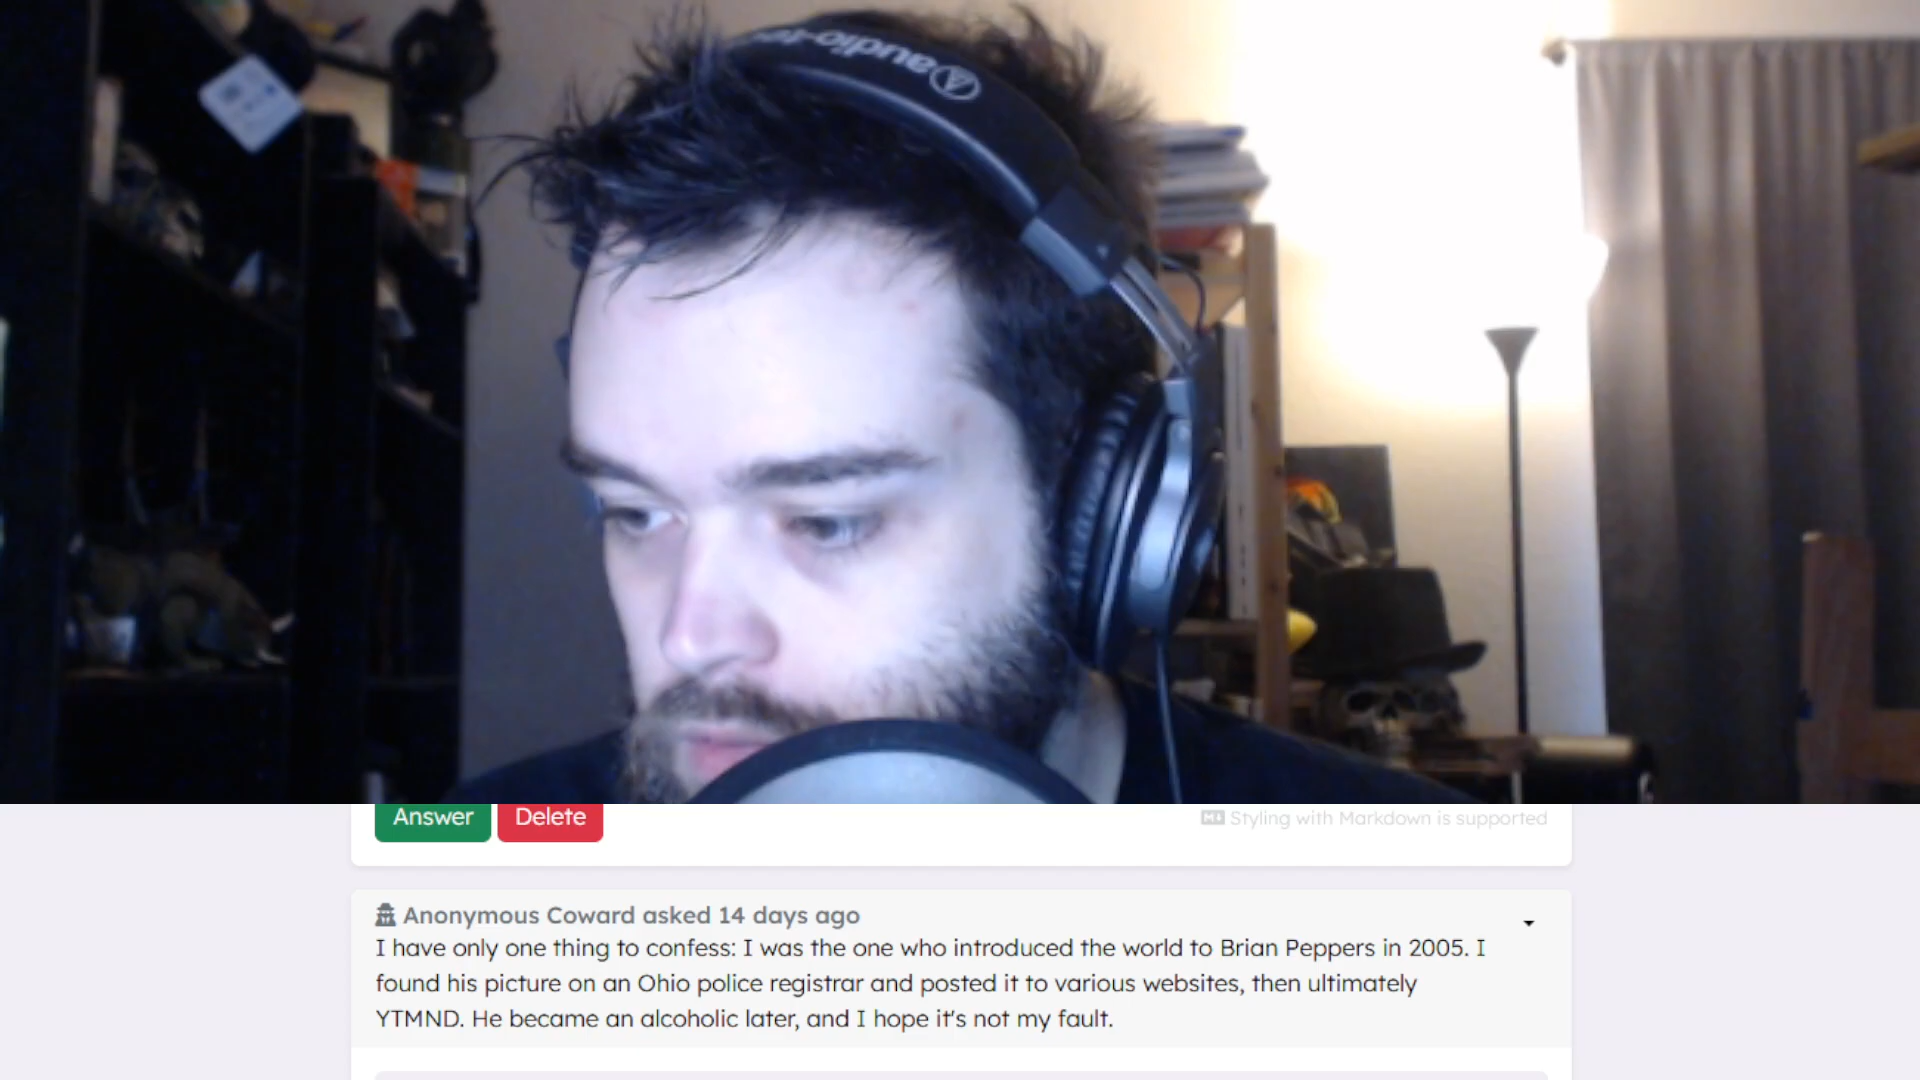 audio-te
Answer
Delete
Styling with Markdown is supported
Anonymous Coward asked 14 days ago
I have only one thing to confess: I was the one who introduced the world to Brian Peppers in 2005. I
found his picture on an Ohio police registrar and posted it to various websites, then ultimately
YTMND. He became an alcoholic later, and I hope it's not my fault.